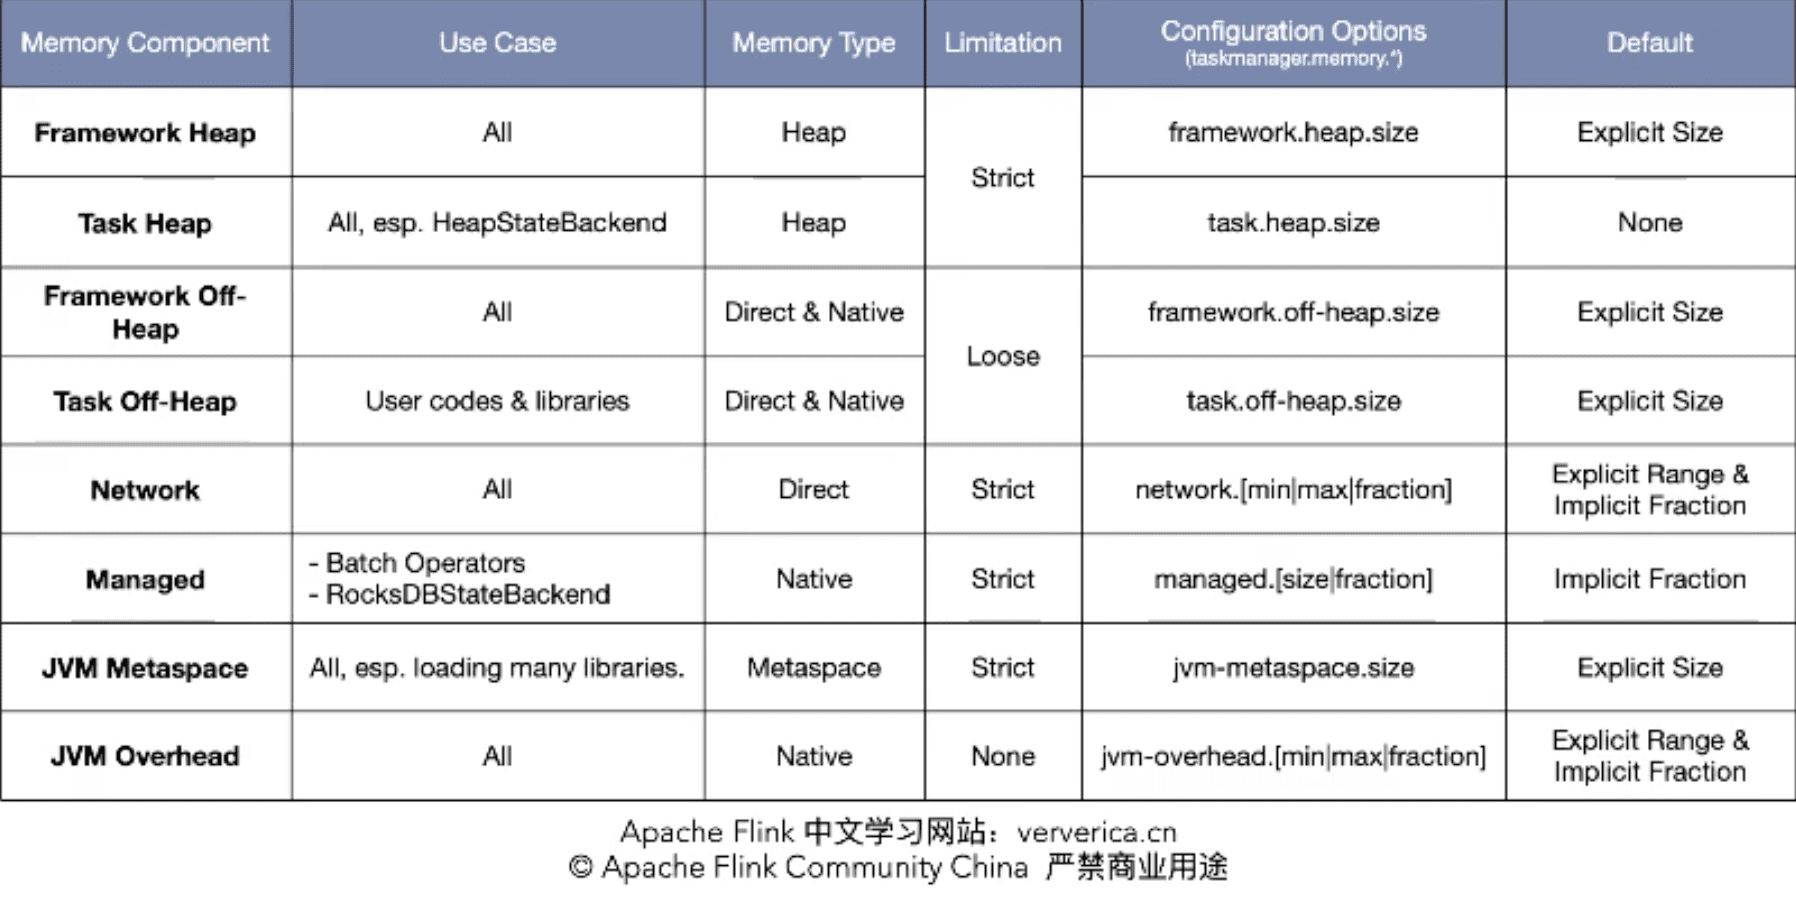 Memory Component Use Case Memory Type Limitation Configuration Options Default
(taskmanager.memory.*)
Framework Heap All Heap Strict framework.heap.size Explicit Size
Task Heap All, esp. HeapStateBackend Heap task.heap.size None
Framework Off-
Heap All Direct & Native Loose framework.off-heap.size Explicit Size
Task Off-Heap User codes & libraries Direct & Native task.off-heap.size Explicit Size
Network All Direct Strict network.[min|max|fraction] Explicit Range &
Implicit Fraction
Managed - Batch Operators
- RocksDBStateBackend Native Strict managed.[size|fraction] Implicit Fraction
JVM Metaspace All, esp. loading many libraries. Metaspace Strict jvm-metaspace.size Explicit Size
JVM Overhead All Native None jvm-overhead.[min|max|fraction] Explicit Range &
Implicit Fraction
Apache Flink 中文学习网站：ververica.cn
© Apache Flink Community China 严禁商业用途